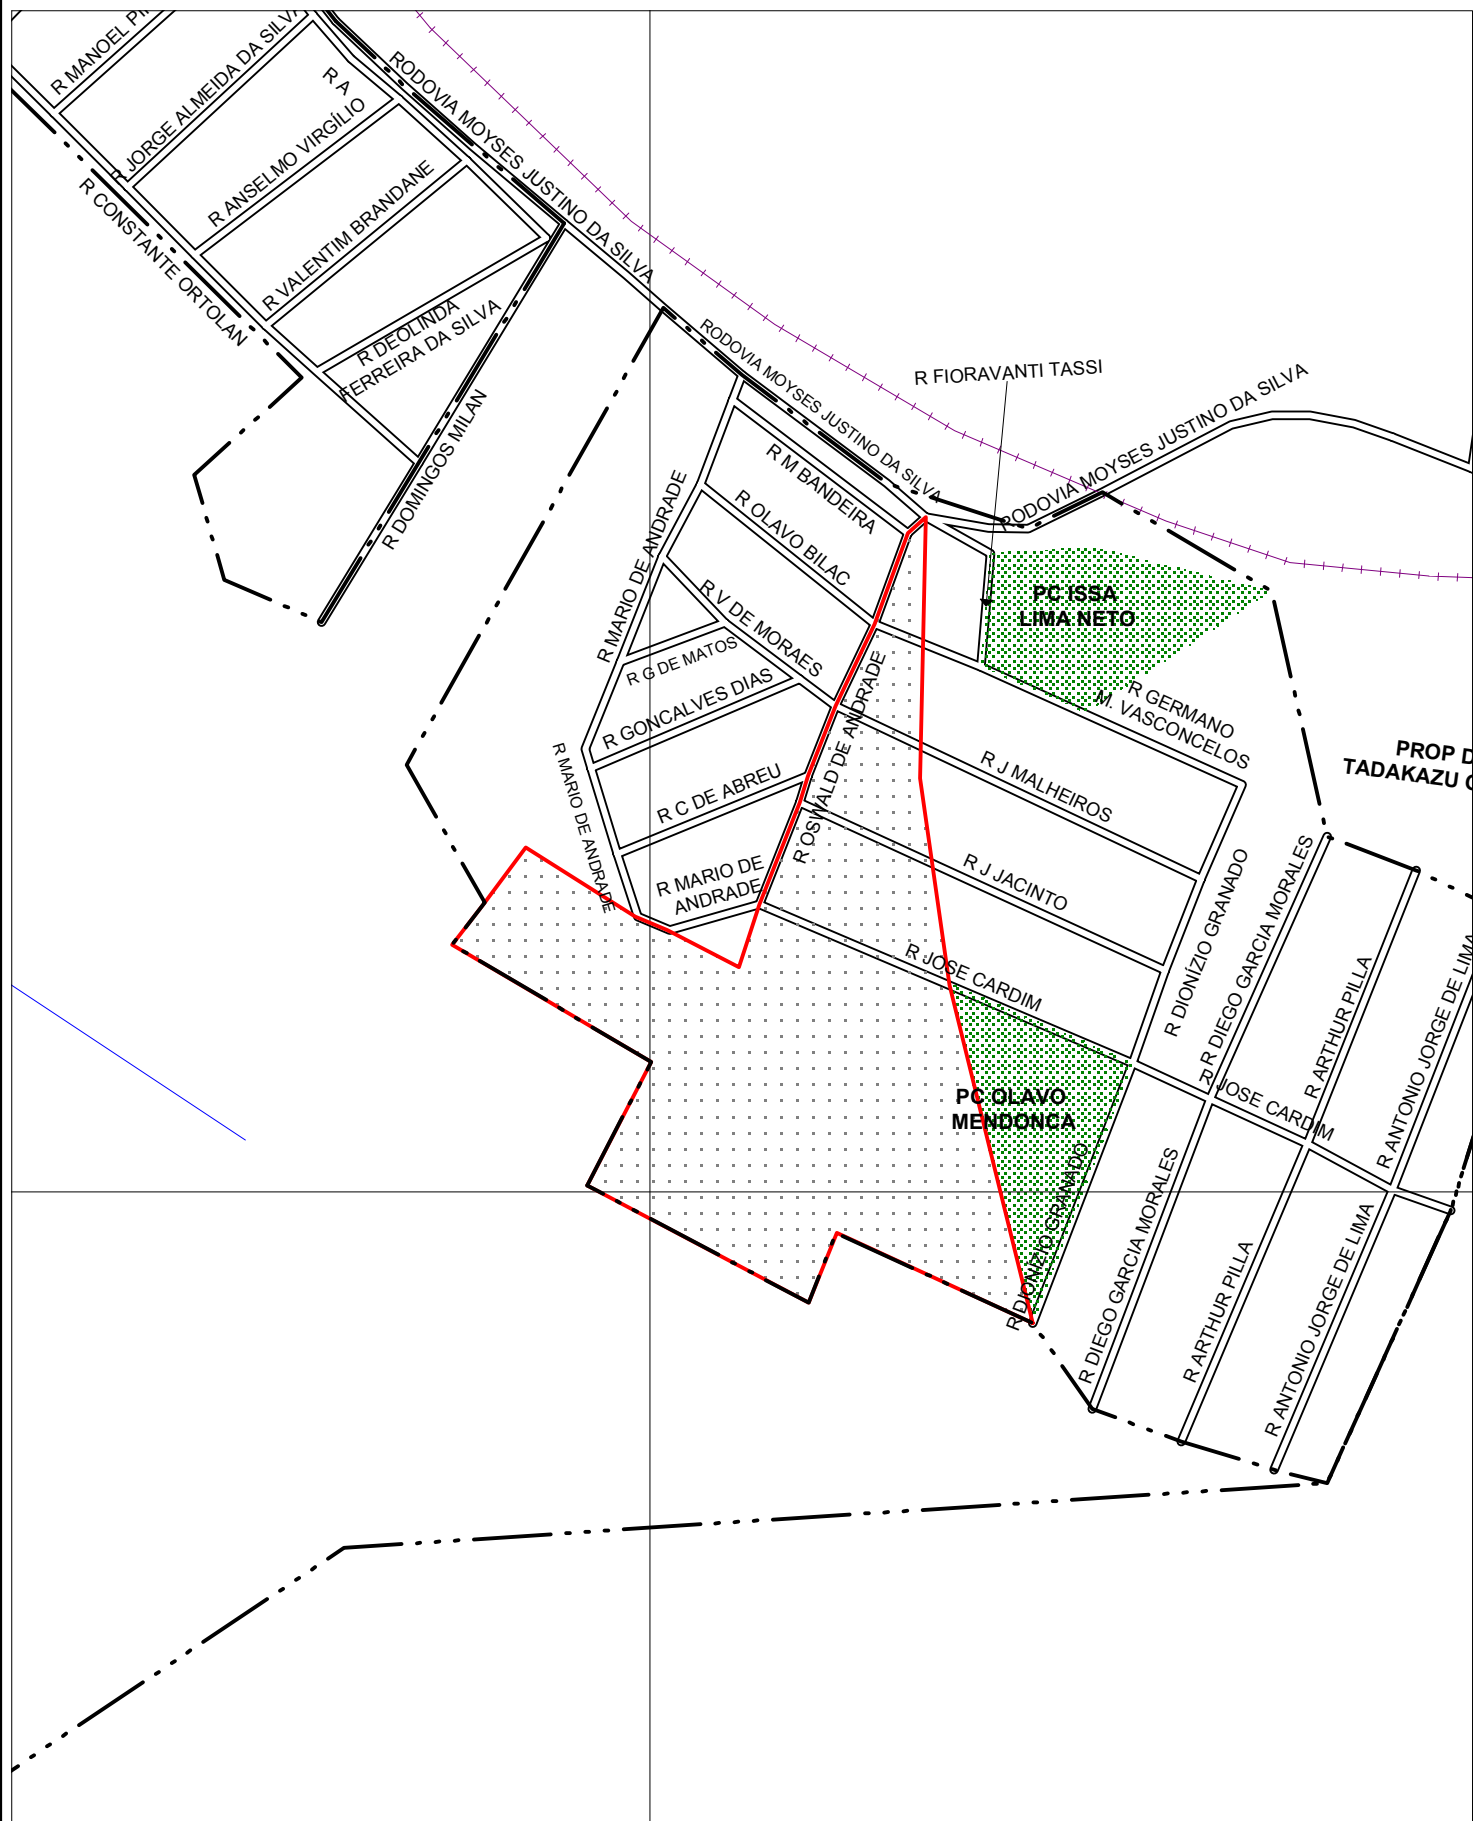 R MANOEL
R JORGE ALMEIDA DA SILVA
R A
R ANSELMO VIRGÍLIO
RODOVIA MOYSES JUSTINO DA SILVA
R VALENTIM BRANDANE
R CONSTANTE ORTOLAN
R DEOLINDA
FERREIRA DA SILVA
R DOMINGOS MILAN
RODOVIA MOYSES JUSTINO DA SILVA
R FIORAVANTI TASSI
RODOVIA MOYSES JUSTINO DA SILVA
R M BANDEIRA
R OLAVO BILAC
R MARIO DE ANDRADE
R V DE MORAES
R G DE MATOS
R GONCALVES DIAS
R MARIO DE ANDRADE
R C DE ABREU
R MARIO DE
ANDRADE
R OSWALD DE ANDRADE
PC ISSA
LIMA NETO
R GERMANO
M. VASCONCELOS
R J MALHEIROS
R J JACINTO
R JOSE CARDIM
PROP D
TADAKAZU
R DIONÍZIO GRANADO
R DIEGO GARCIA MORALES
R ARTHUR PILLA
R ANTONIO JORGE DE LIMA
R JOSE CARDIM
PC OLAVO
MENDONCA
R DIONIZIO GRANADO
R DIEGO GARCIA MORALES
R ARTHUR PILLA
R ANTONIO JORGE DE LIMA